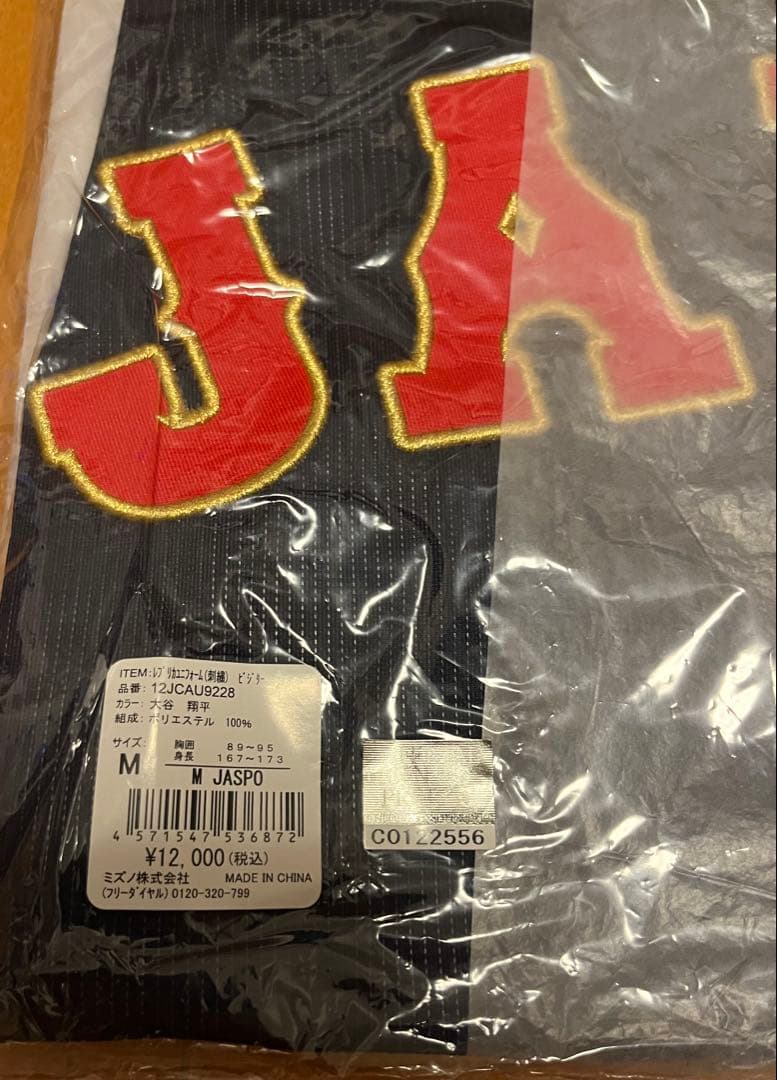 JA
ITEM:ﾚﾌﾟﾘｶﾕﾆﾌｫｰﾑ(刺繍) ﾋﾞｼﾞﾀｰ
品番: 12JCAU9228
カラー: 大谷 翔平
組成: ポリエステル 100%
サイズ: 胸囲 89～95
M 身長 167～173
M JASPO
4 571547 536872
¥12,000(税込)
ミズノ株式会社 MADE IN CHINA
(フリーダイヤル) 0120-320-799
C0122556